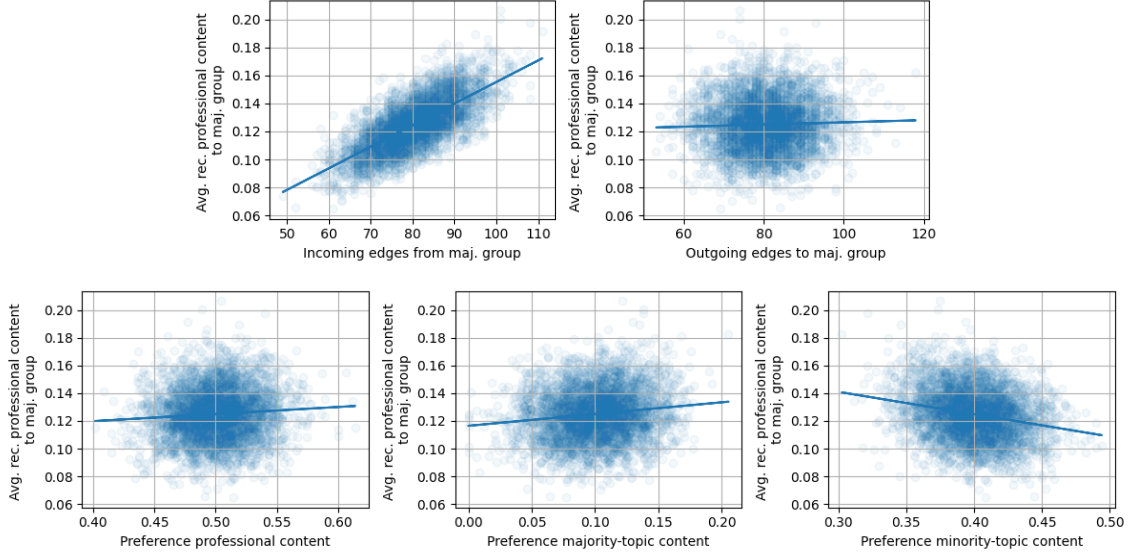 Avg. rec. professional content
to maj. group
0.20
0.18
0.16
0.14
0.12
0.10
0.08
0.06
50 60 70 80 90 100 110
Incoming edges from maj. group
Avg. rec. professional content
to maj. group
0.20
0.18
0.16
0.14
0.12
0.10
0.08
0.06
60 80 100 120
Outgoing edges to maj. group
Avg. rec. professional content
to maj. group
0.20
0.18
0.16
0.14
0.12
0.10
0.08
0.06
0.40 0.45 0.50 0.55 0.60
Preference professional content
Avg. rec. professional content
to maj. group
0.20
0.18
0.16
0.14
0.12
0.10
0.08
0.06
0.00 0.05 0.10 0.15 0.20
Preference majority-topic content
Avg. rec. professional content
to maj. group
0.20
0.18
0.16
0.14
0.12
0.10
0.08
0.06
0.30 0.35 0.40 0.45 0.50
Preference minority-topic content